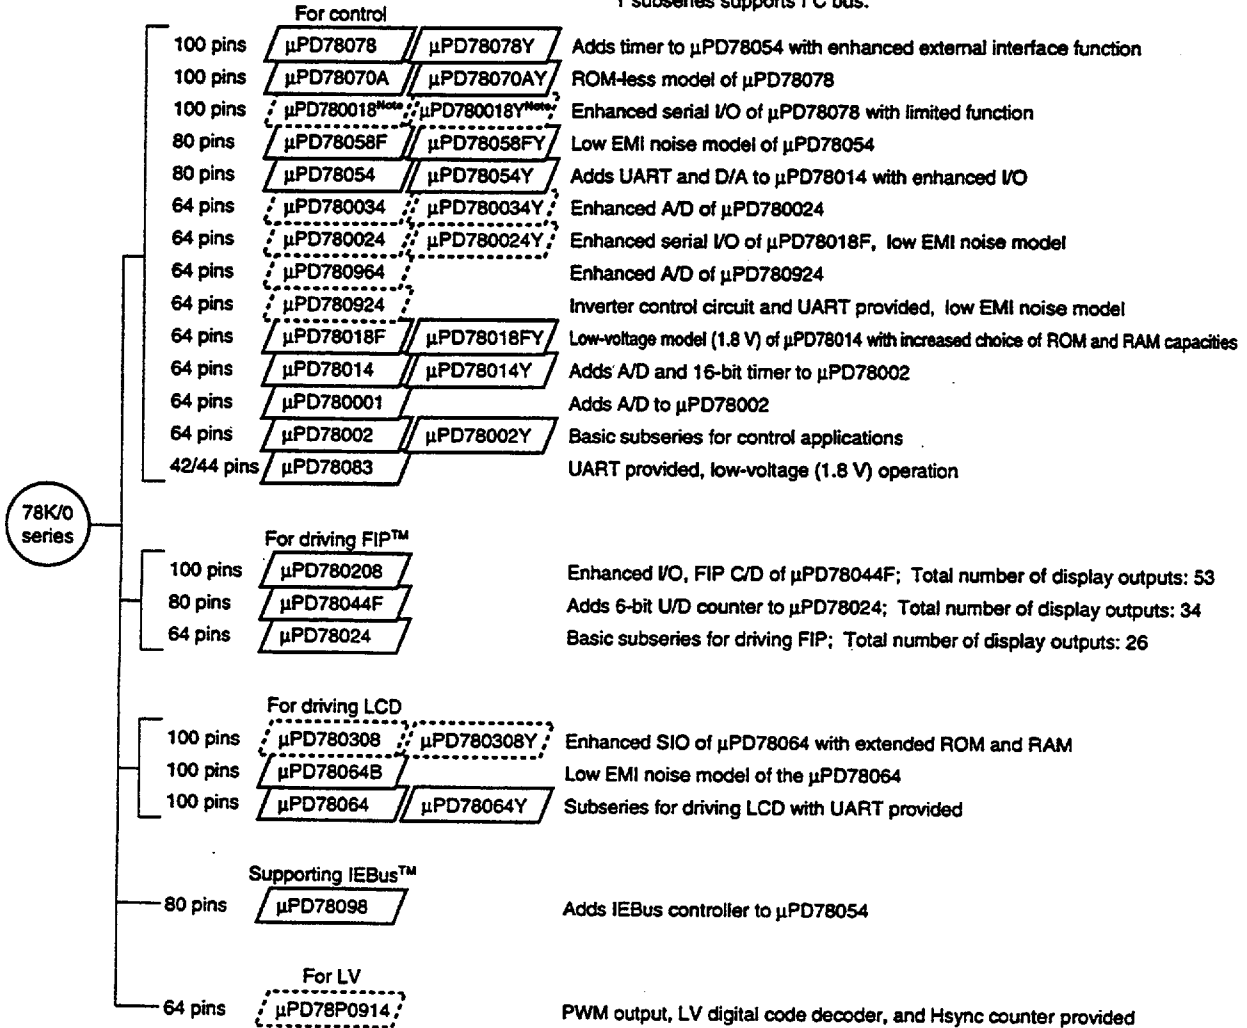 Y subseries supports I²C bus.
For control
100 pins µPD78078 µPD78078Y Adds timer to µPD78054 with enhanced external interface function
100 pins µPD78070A µPD78070AY ROM-less model of µPD78078
100 pins µPD780018Note µPD780018YNote Enhanced serial I/O of µPD78078 with limited function
80 pins µPD78058F µPD78058FY Low EMI noise model of µPD78054
80 pins µPD78054 µPD78054Y Adds UART and D/A to µPD78014 with enhanced I/O
64 pins µPD780034 µPD780034Y Enhanced A/D of µPD780024
64 pins µPD780024 µPD780024Y Enhanced serial I/O of µPD78018F, low EMI noise model
64 pins µPD780964 Enhanced A/D of µPD780924
64 pins µPD780924 Inverter control circuit and UART provided, low EMI noise model
64 pins µPD78018F µPD78018FY Low-voltage model (1.8 V) of µPD78014 with increased choice of ROM and RAM capacities
64 pins µPD78014 µPD78014Y Adds A/D and 16-bit timer to µPD78002
64 pins µPD780001 Adds A/D to µPD78002
64 pins µPD78002 µPD78002Y Basic subseries for control applications
42/44 pins µPD78083 UART provided, low-voltage (1.8 V) operation
78K/0
series
For driving FIP™
100 pins µPD780208 Enhanced I/O, FIP C/D of µPD78044F; Total number of display outputs: 53
80 pins µPD78044F Adds 6-bit U/D counter to µPD78024; Total number of display outputs: 34
64 pins µPD78024 Basic subseries for driving FIP; Total number of display outputs: 26
For driving LCD
100 pins µPD780308 µPD780308Y Enhanced SIO of µPD78064 with extended ROM and RAM
100 pins µPD78064B Low EMI noise model of the µPD78064
100 pins µPD78064 µPD78064Y Subseries for driving LCD with UART provided
Supporting IEBus™
80 pins µPD78098 Adds IEBus controller to µPD78054
For LV
64 pins µPD78P0914 PWM output, LV digital code decoder, and Hsync counter provided